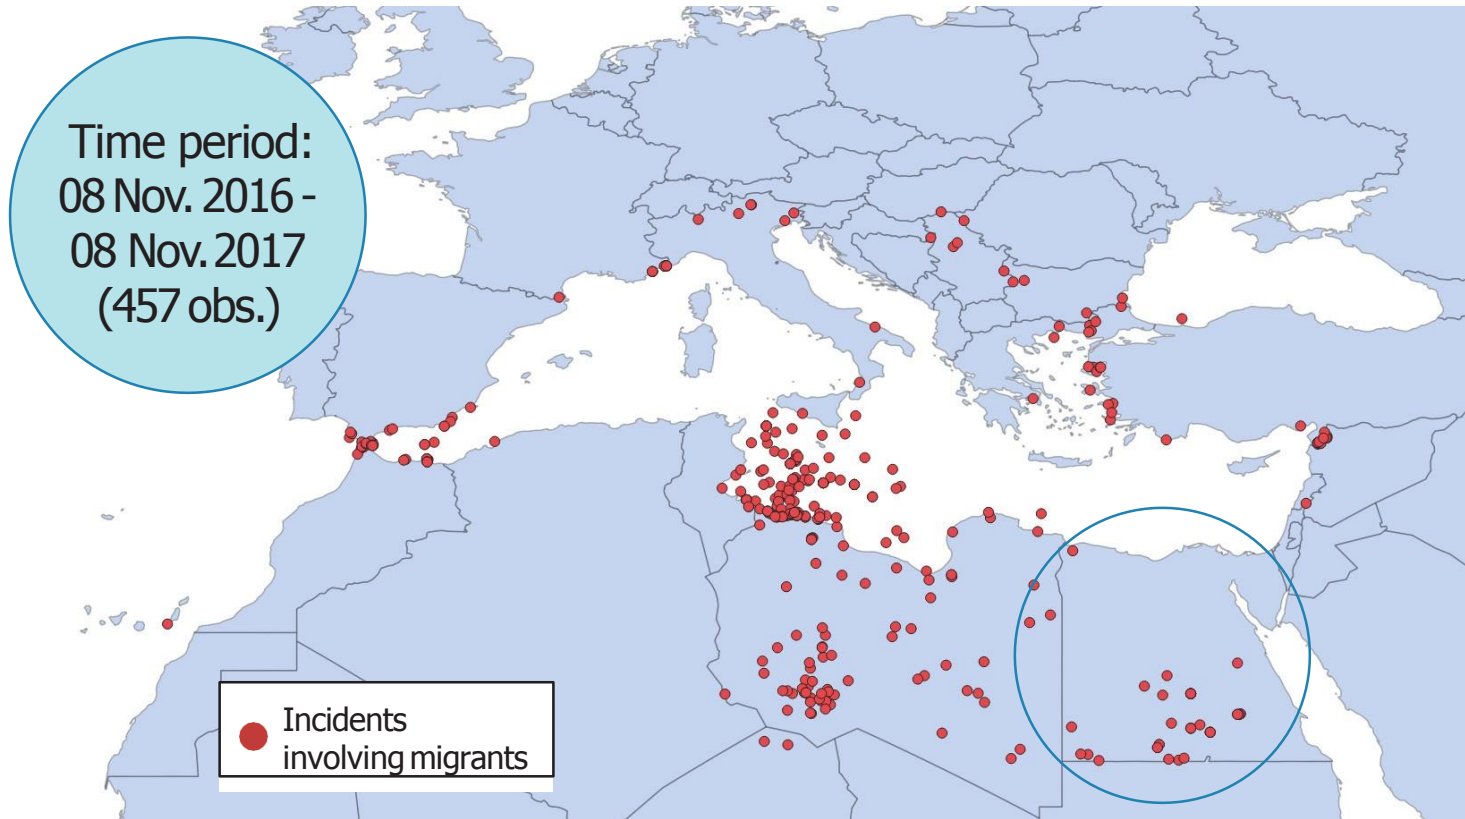 Time period:
08 Nov. 2016 -
08 Nov. 2017
(457 obs.)
Incidents
involving migrants